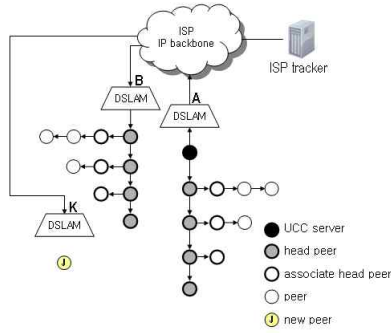 ISP
IP backbone
ISP tracker
B
DSLAM
A
DSLAM
K
DSLAM
J
UCC server
head peer
associate head peer
peer
J new peer